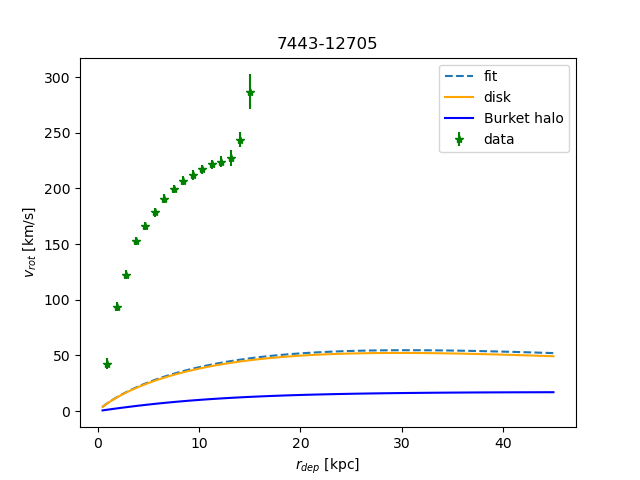 7443-12705
300
250
200
150
100
50
0
v_rot [km/s]
fit
disk
Burket halo
data
0 10 20 30 40
r_dep [kpc]